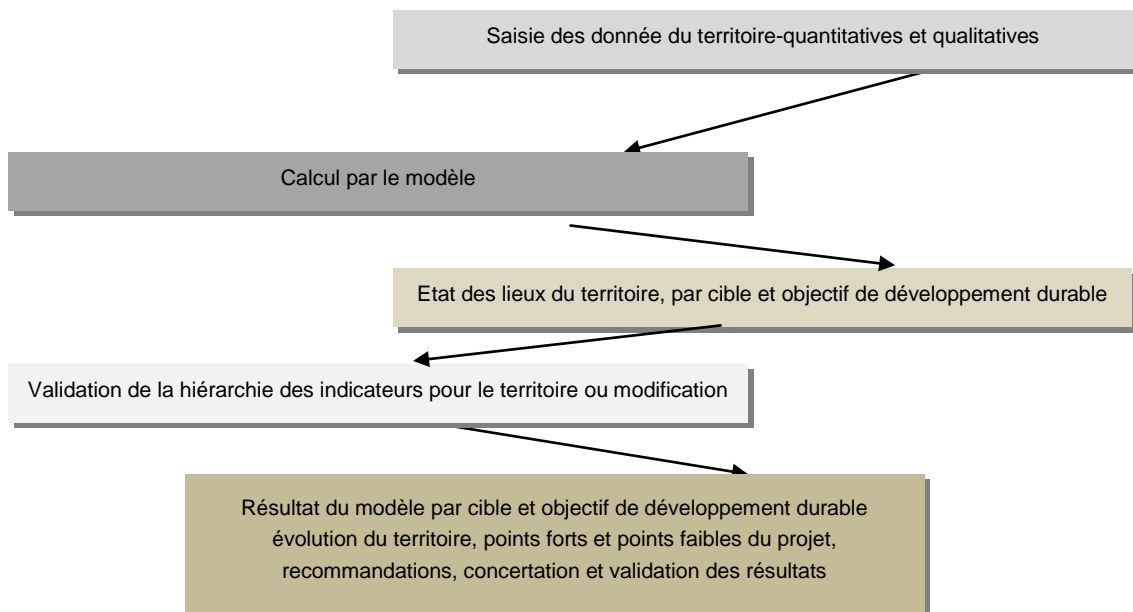 Saisie des donnée du territoire-quantitatives et qualitatives
Calcul par le modèle
Etat des lieux du territoire, par cible et objectif de développement durable
Validation de la hiérarchie des indicateurs pour le territoire ou modification
Résultat du modèle par cible et objectif de développement durable
évolution du territoire, points forts et points faibles du projet,
recommandations, concertation et validation des résultats